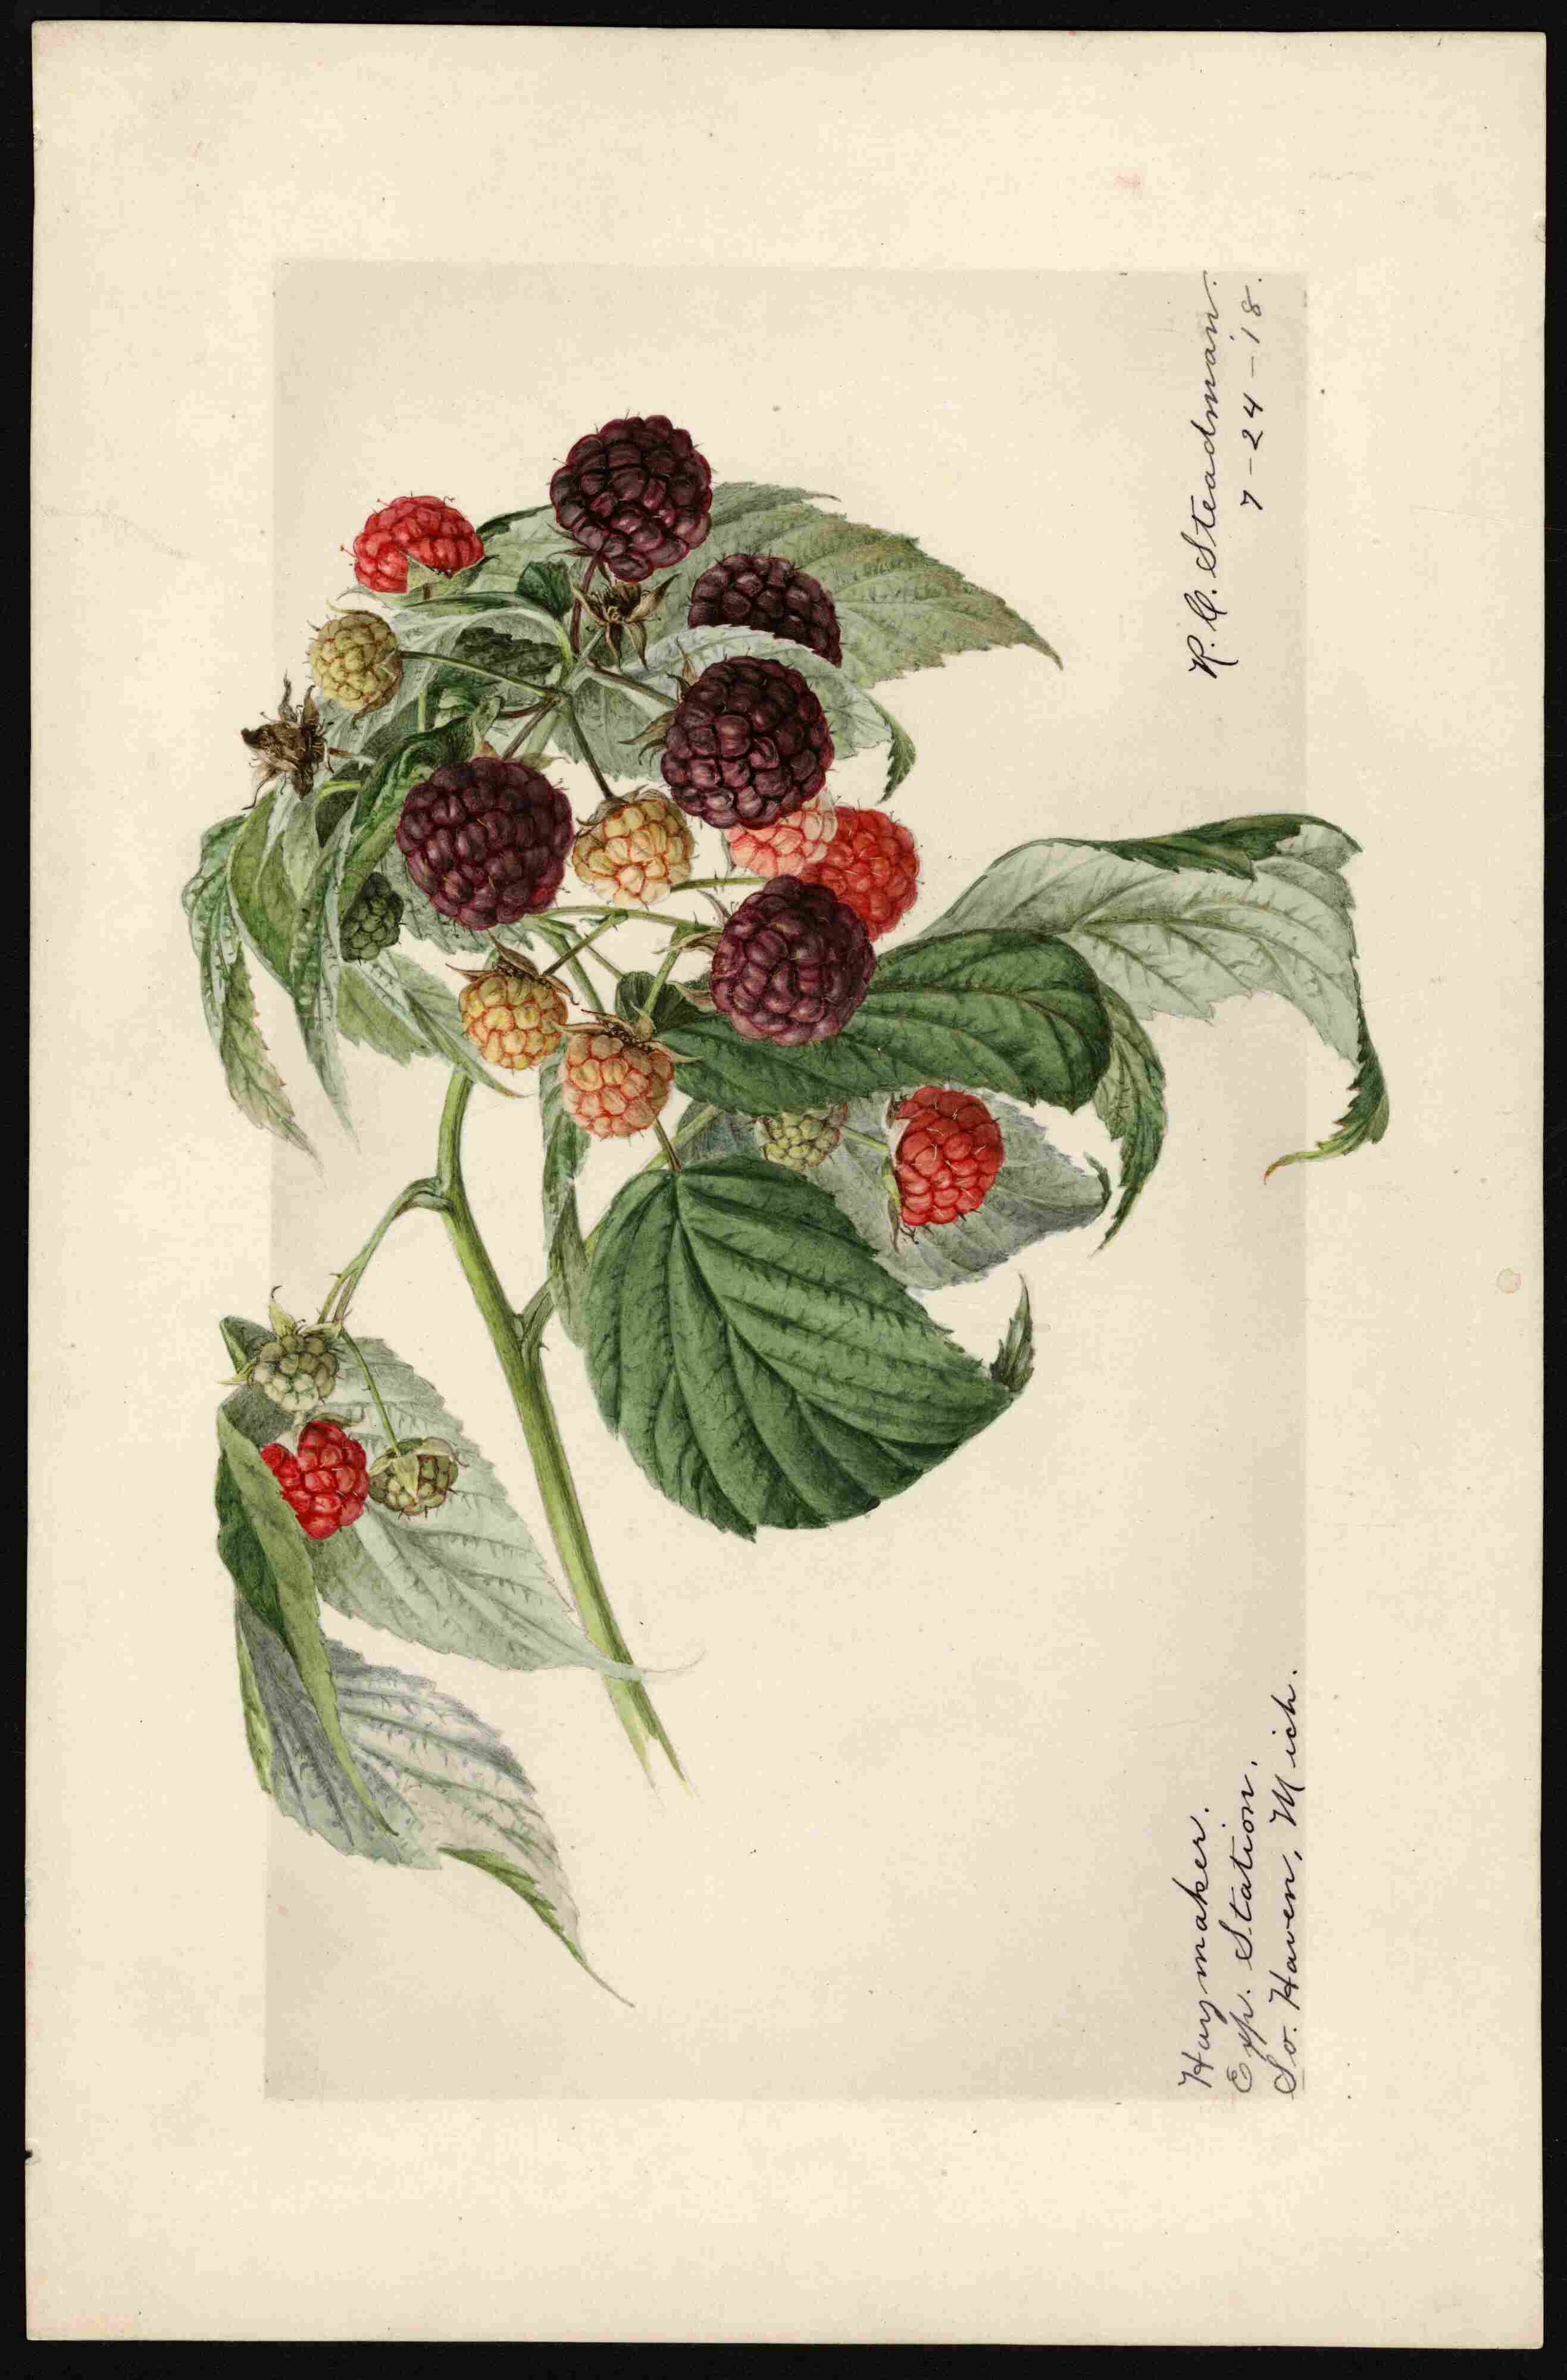 R. C. Steadman.
7-24-'18.
Haymaker.
Exp. Station.
So. Haven, Mich.